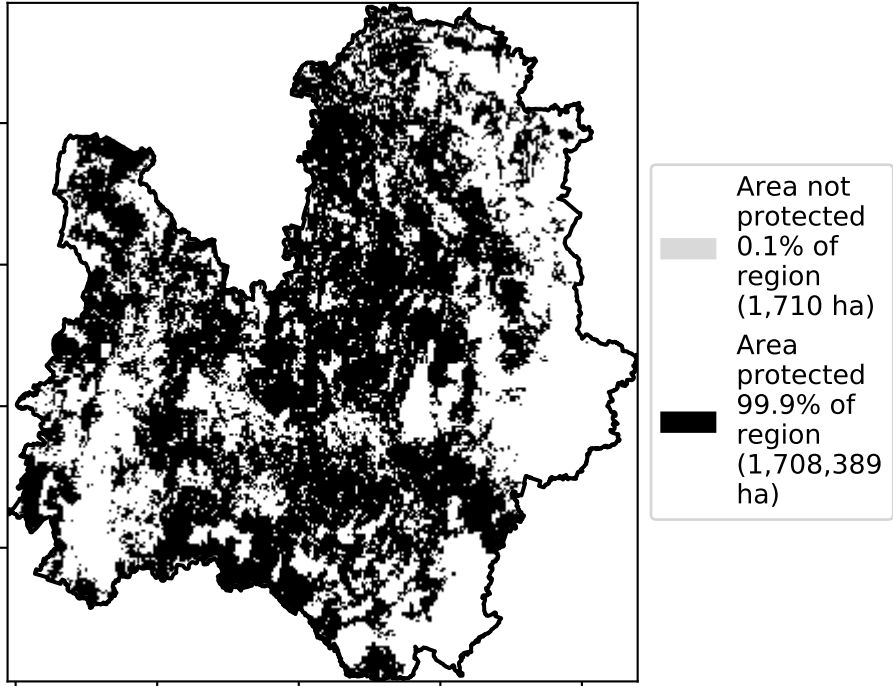 Area not
protected
0.1% of
region
(1,710 ha)
Area
protected
99.9% of
region
(1,708,389
ha)